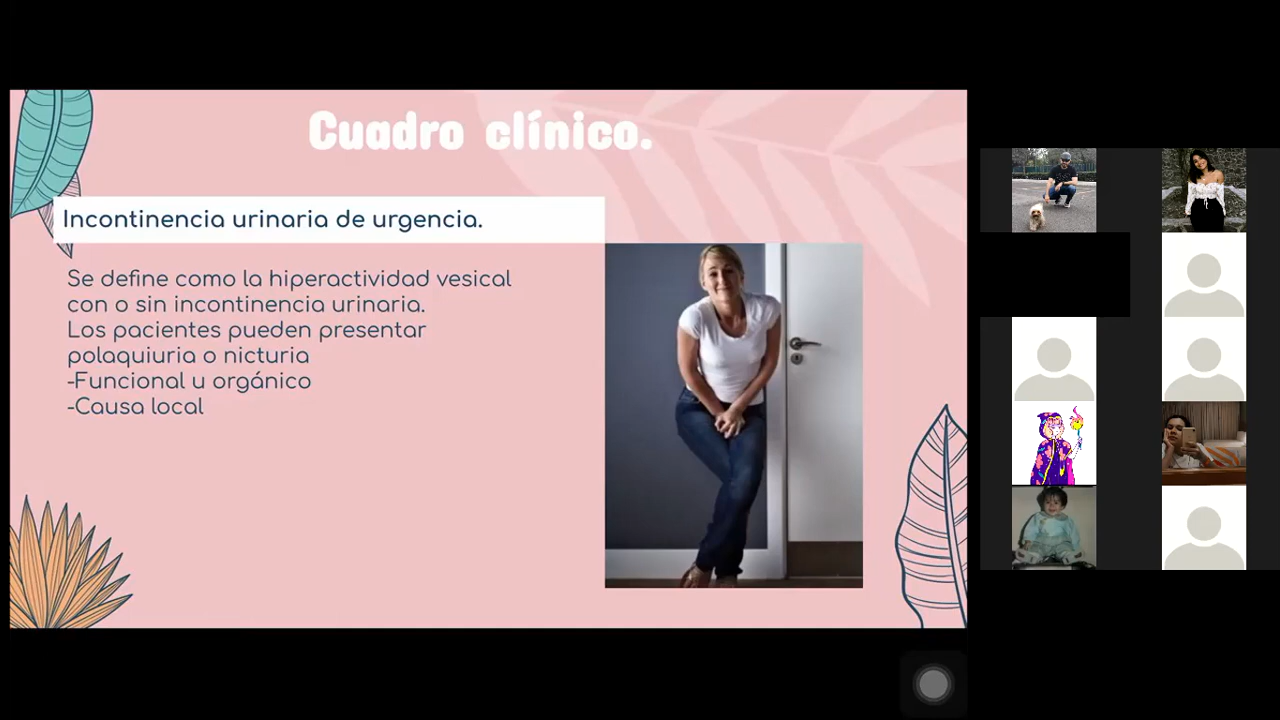 Cuadro clínico.
Incontinencia urinaria de urgencia.
Se define como la hiperactividad vesical
con o sin incontinencia urinaria.
Los pacientes pueden presentar
polaquiuria o nicturia
-Funcional u orgánico
-Causa local